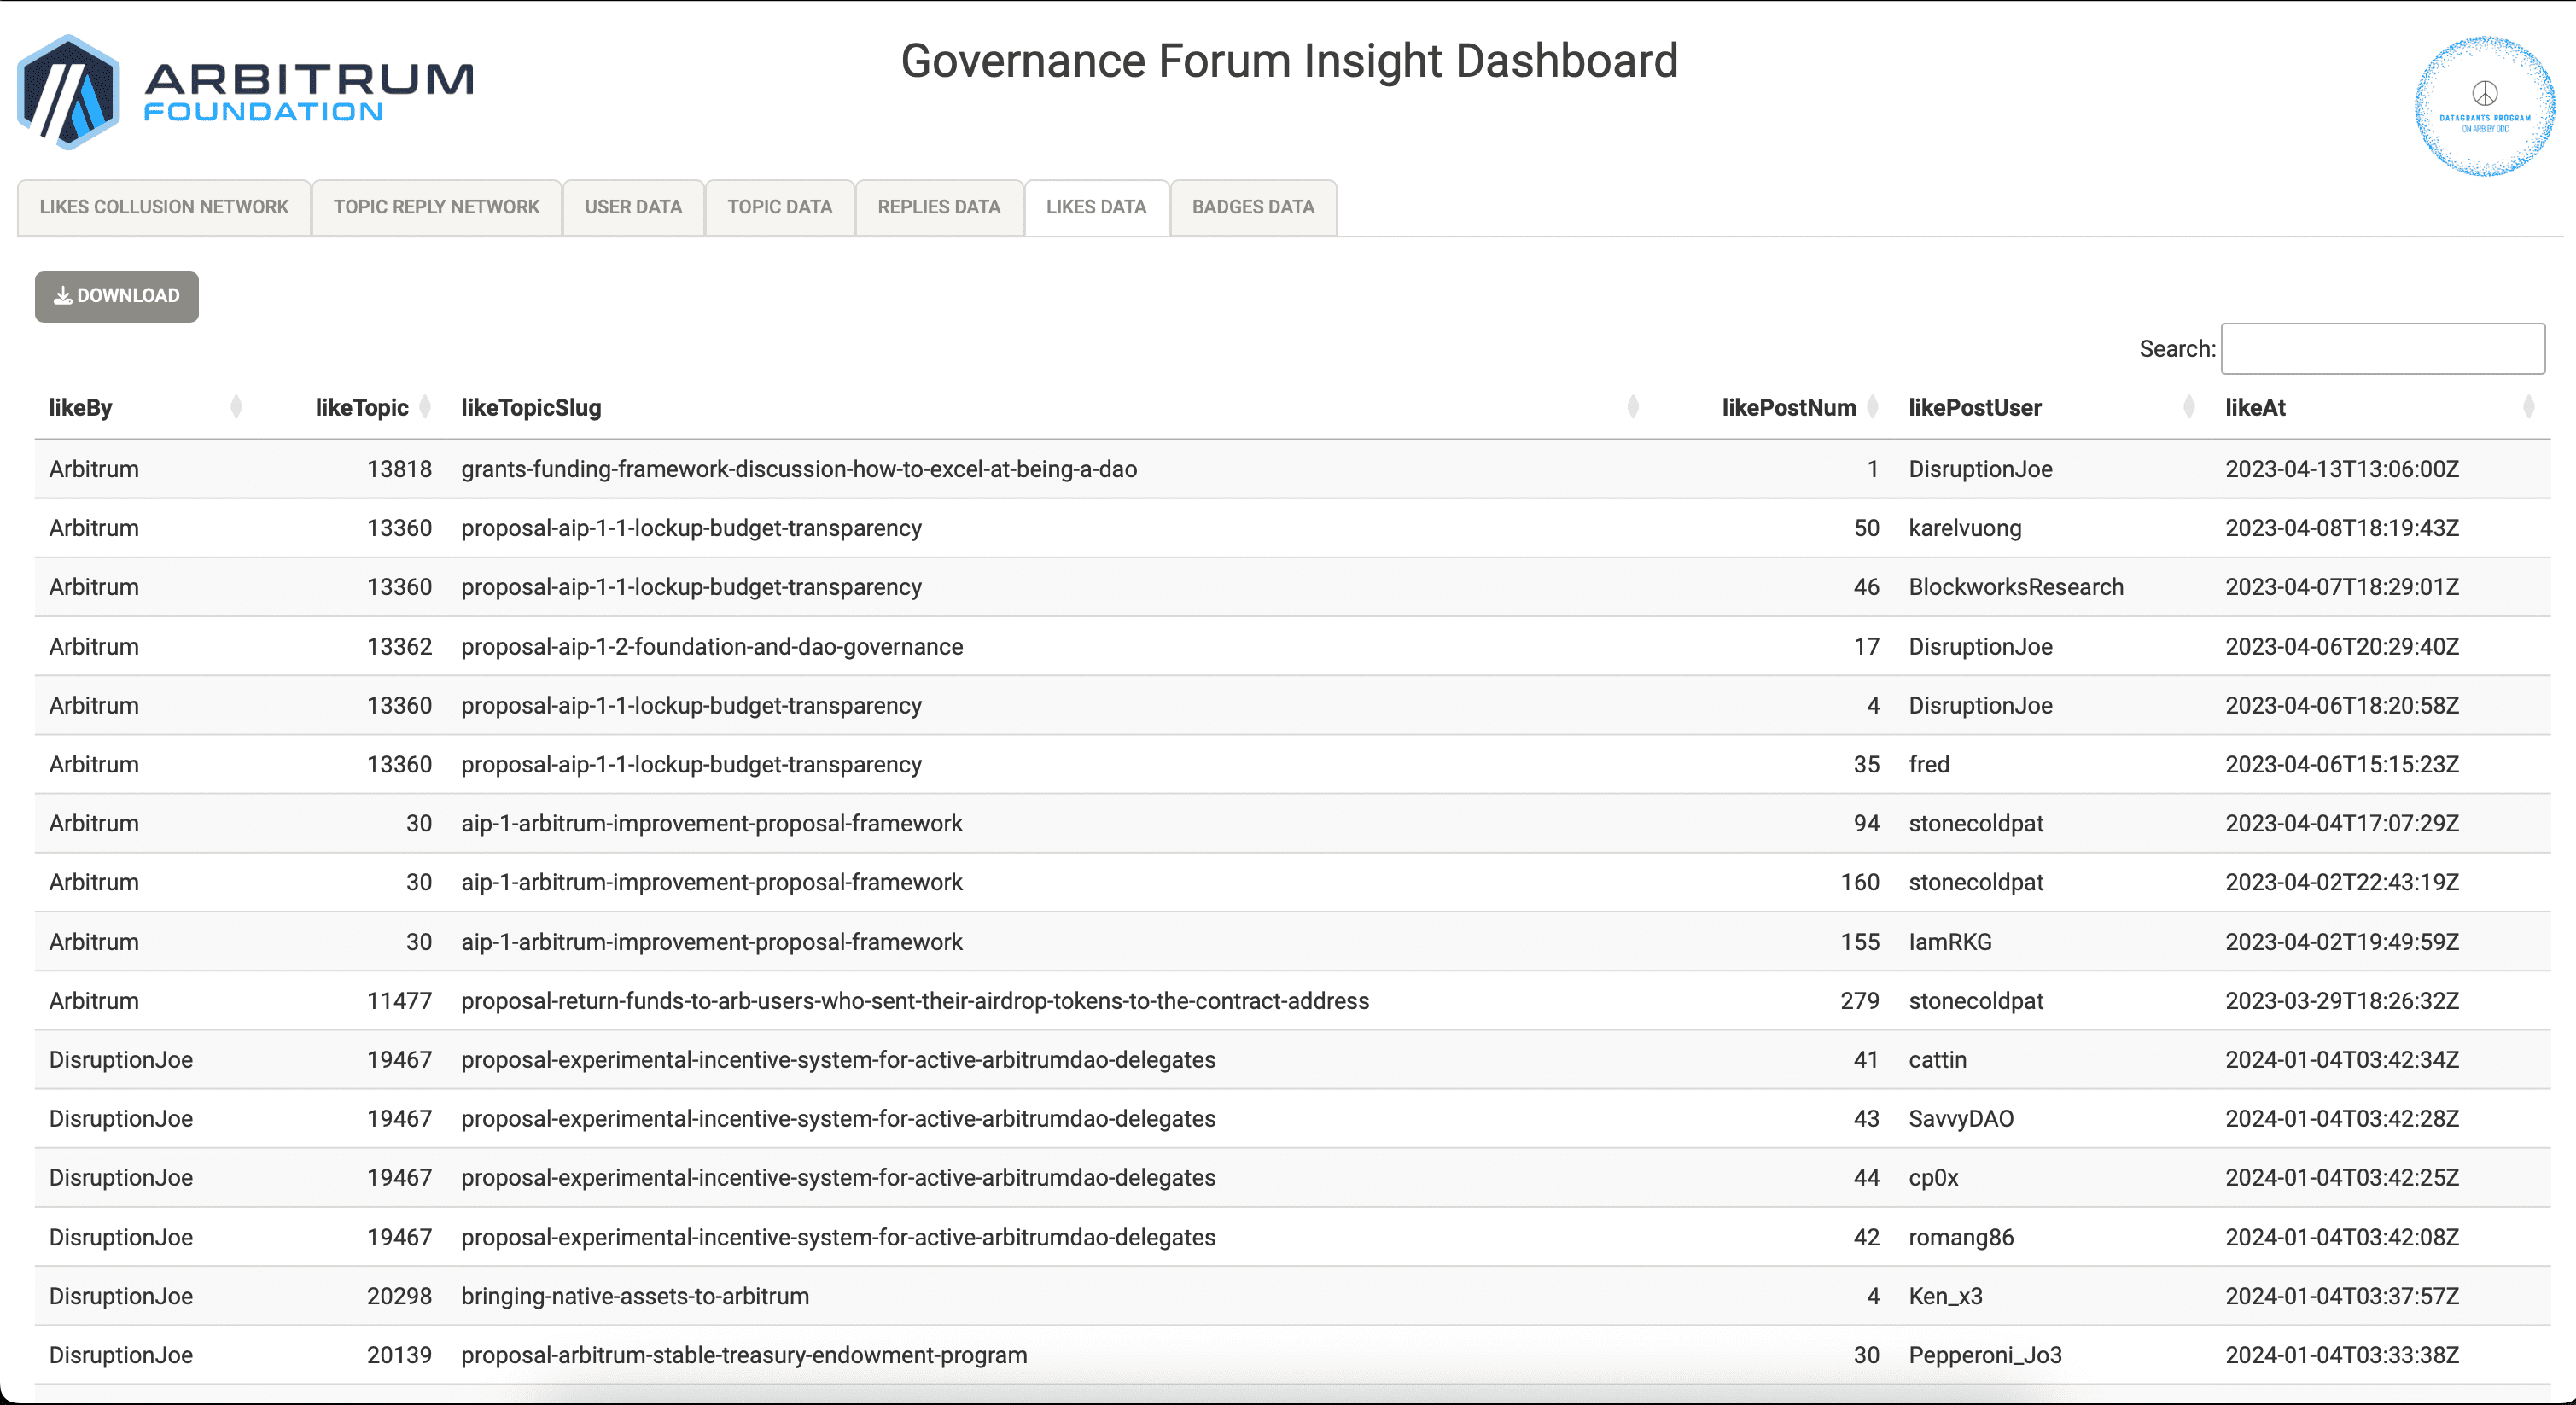 Governance Forum Insight Dashboard
ARBITRUM
FOUNDATION
DATAGRANTS PROGRAM
ON ARB BY ODC
LIKES COLLUSION NETWORK TOPIC REPLY NETWORK USER DATA TOPIC DATA REPLIES DATA LIKES DATA BADGES DATA
DOWNLOAD
Search:
likeBy likeTopic likeTopicSlug likePostNum likePostUser likeAt
Arbitrum 13818 grants-funding-framework-discussion-how-to-excel-at-being-a-dao 1 DisruptionJoe 2023-04-13T13:06:00Z
Arbitrum 13360 proposal-aip-1-1-lockup-budget-transparency 50 karelvuong 2023-04-08T18:19:43Z
Arbitrum 13360 proposal-aip-1-1-lockup-budget-transparency 46 BlockworksResearch 2023-04-07T18:29:01Z
Arbitrum 13362 proposal-aip-1-2-foundation-and-dao-governance 17 DisruptionJoe 2023-04-06T20:29:40Z
Arbitrum 13360 proposal-aip-1-1-lockup-budget-transparency 4 DisruptionJoe 2023-04-06T18:20:58Z
Arbitrum 13360 proposal-aip-1-1-lockup-budget-transparency 35 fred 2023-04-06T15:15:23Z
Arbitrum 30 aip-1-arbitrum-improvement-proposal-framework 94 stonecoldpat 2023-04-04T17:07:29Z
Arbitrum 30 aip-1-arbitrum-improvement-proposal-framework 160 stonecoldpat 2023-04-02T22:43:19Z
Arbitrum 30 aip-1-arbitrum-improvement-proposal-framework 155 IamRKG 2023-04-02T19:49:59Z
Arbitrum 11477 proposal-return-funds-to-arb-users-who-sent-their-airdrop-tokens-to-the-contract-address 279 stonecoldpat 2023-03-29T18:26:32Z
DisruptionJoe 19467 proposal-experimental-incentive-system-for-active-arbitrumdao-delegates 41 cattin 2024-01-04T03:42:34Z
DisruptionJoe 19467 proposal-experimental-incentive-system-for-active-arbitrumdao-delegates 43 SavvyDAO 2024-01-04T03:42:28Z
DisruptionJoe 19467 proposal-experimental-incentive-system-for-active-arbitrumdao-delegates 44 cp0x 2024-01-04T03:42:25Z
DisruptionJoe 19467 proposal-experimental-incentive-system-for-active-arbitrumdao-delegates 42 romang86 2024-01-04T03:42:08Z
DisruptionJoe 20298 bringing-native-assets-to-arbitrum 4 Ken_x3 2024-01-04T03:37:57Z
DisruptionJoe 20139 proposal-arbitrum-stable-treasury-endowment-program 30 Pepperoni_Jo3 2024-01-04T03:33:38Z